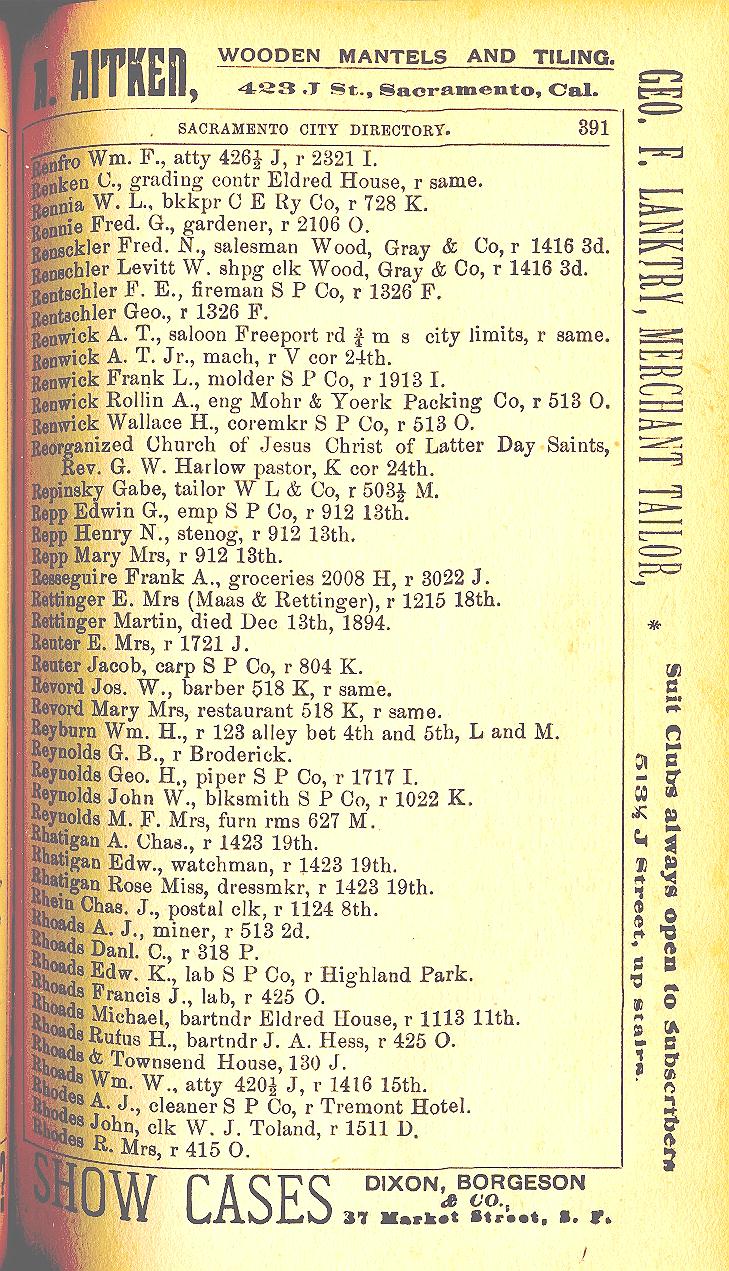 A. AITKEN,
WOODEN MANTELS AND TILING.
423 J St., Sacramento, Cal.
SACRAMENTO CITY DIRECTORY. 391
Renfro Wm. F., atty 426½ J, r 2321 I.
Renken C., grading contr Eldred House, r same.
Rennia W. L., bkkpr C E Ry Co, r 728 K.
Rennie Fred. G., gardener, r 2106 O.
Rensckler Fred. N., salesman Wood, Gray & Co, r 1416 3d.
Renschler Levitt W. shpg clk Wood, Gray & Co, r 1416 3d.
Rentschler F. E., fireman S P Co, r 1326 F.
Rentschler Geo., r 1326 F.
Renwick A. T., saloon Freeport rd ¾ m s city limits, r same.
Renwick A. T. Jr., mach, r V cor 24th.
Renwick Frank L., molder S P Co, r 1913 I.
Renwick Rollin A., eng Mohr & Yoerk Packing Co, r 513 O.
Renwick Wallace H., coremkr S P Co, r 513 O.
Reorganized Church of Jesus Christ of Latter Day Saints,
Rev. G. W. Harlow pastor, K cor 24th.
Repinsky Gabe, tailor W L & Co, r 503½ M.
Repp Edwin G., emp S P Co, r 912 13th.
Repp Henry N., stenog, r 912 13th.
Repp Mary Mrs, r 912 13th.
Resseguire Frank A., groceries 2008 H, r 3022 J.
Rettinger E. Mrs (Maas & Rettinger), r 1215 18th.
Rettinger Martin, died Dec 13th, 1894.
Reuter E. Mrs, r 1721 J.
Reuter Jacob, carp S P Co, r 804 K.
Revord Jos. W., barber 518 K, r same.
Revord Mary Mrs, restaurant 518 K, r same.
Reyburn Wm. H., r 123 alley bet 4th and 5th, L and M.
Reynolds G. B., r Broderick.
Reynolds Geo. H., piper S P Co, r 1717 I.
Reynolds John W., blksmith S P Co, r 1022 K.
Reynolds M. F. Mrs, furn rms 627 M.
Rhatigan A. Chas., r 1423 19th.
Rhatigan Edw., watchman, r 1423 19th.
Rhatigan Rose Miss, dressmkr, r 1423 19th.
Rhein Chas. J., postal clk, r 1124 8th.
Rhoads A. J., miner, r 513 2d.
Rhoads Danl. C., r 318 P.
Rhoads Edw. K., lab S P Co, r Highland Park.
Rhoads Francis J., lab, r 425 O.
Rhoads Michael, bartndr Eldred House, r 1113 11th.
Rhoads Rufus H., bartndr J. A. Hess, r 425 O.
Rhoads & Townsend House, 130 J.
Rhoads Wm. W., atty 420½ J, r 1416 15th.
Rhodes A. J., cleaner S P Co, r Tremont Hotel.
Rhodes John, clk W. J. Toland, r 1511 D.
Rhodes R. Mrs, r 415 O.
GEO. F. LANKTRY, MERCHANT TAILOR, * Suit Clubs always open to Subscribers
513½ J Street, up stairs.
SHOW CASES
DIXON, BORGESON
& CO.,
37 Market Street, S. F.